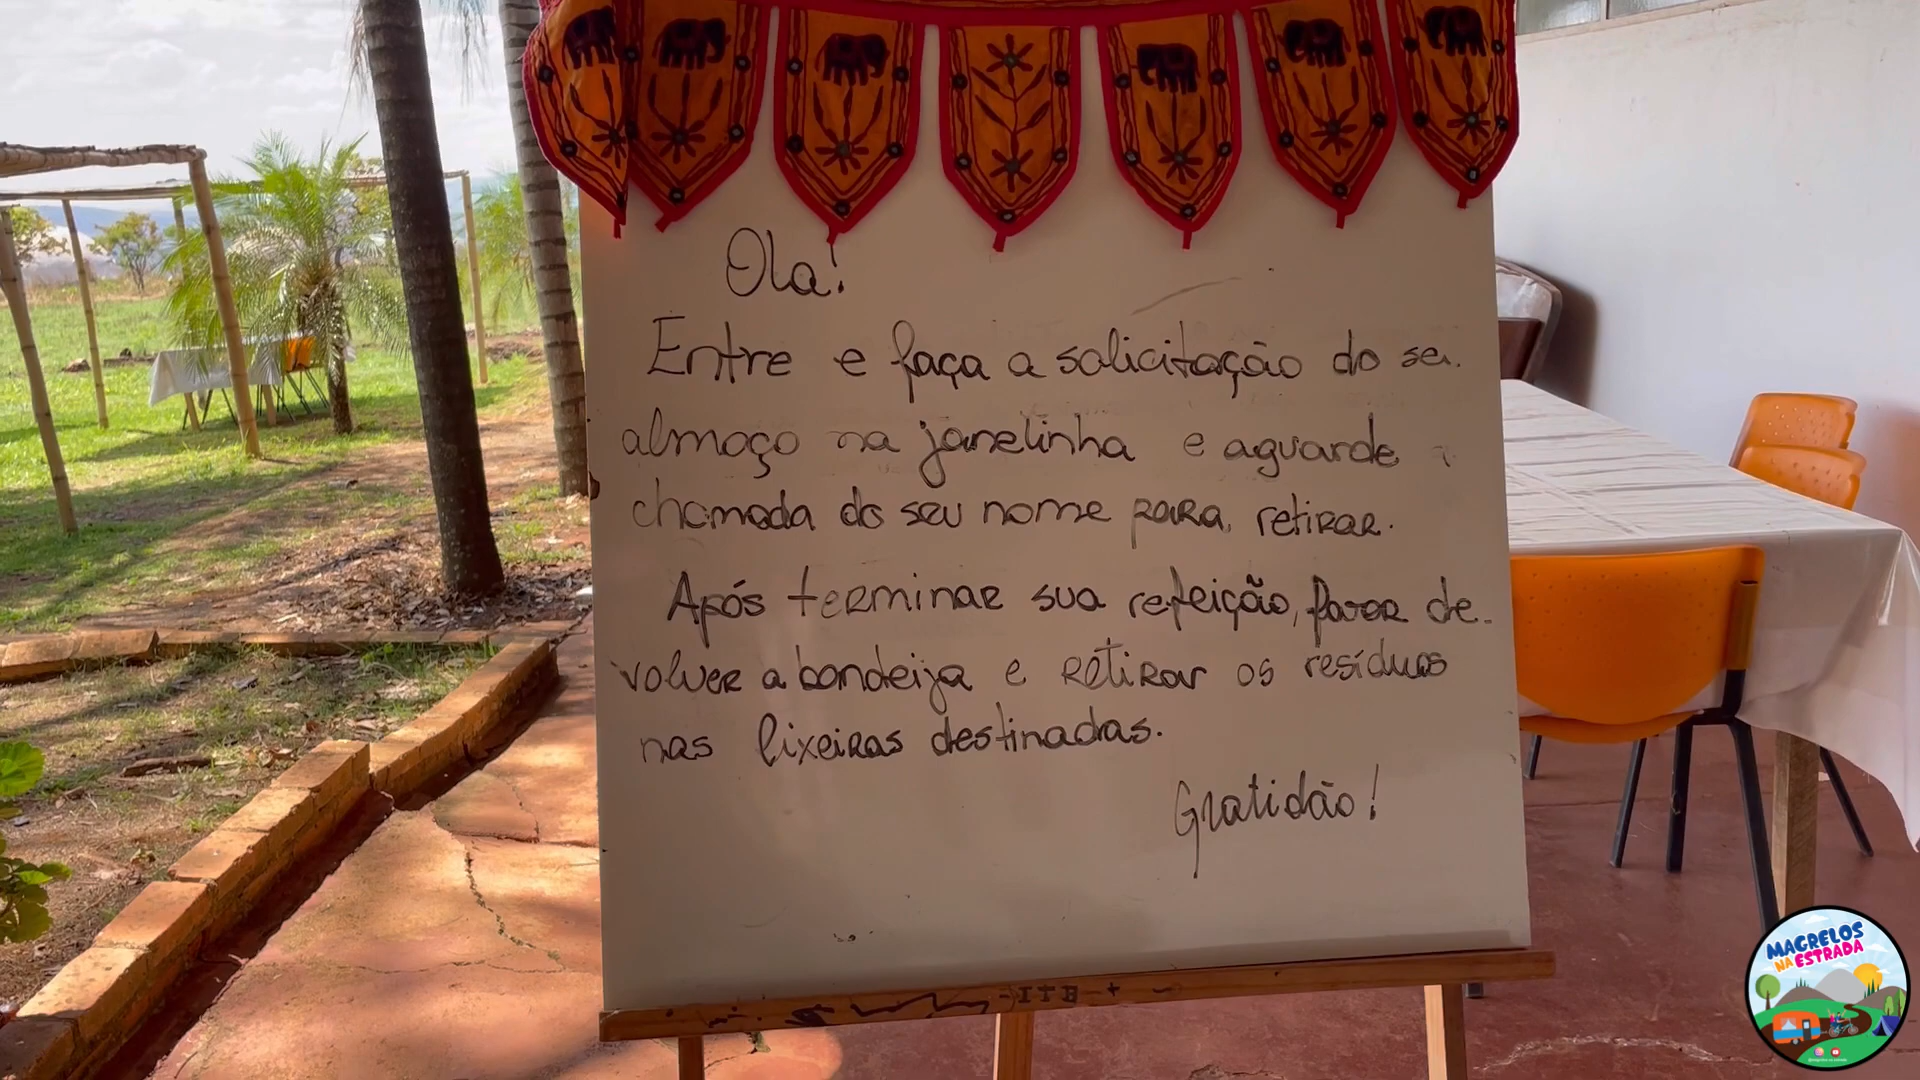 Ola!
Entre e faça a solicitação do seu
almoço na janelinha e aguarde a
chamada do seu nome para retirar.
Após terminar sua refeição, favor de-
volver a bandeija e retirar os resíduos
nas lixeiras destinadas.
Gratidão!
MAGRELOS
NA ESTRADA